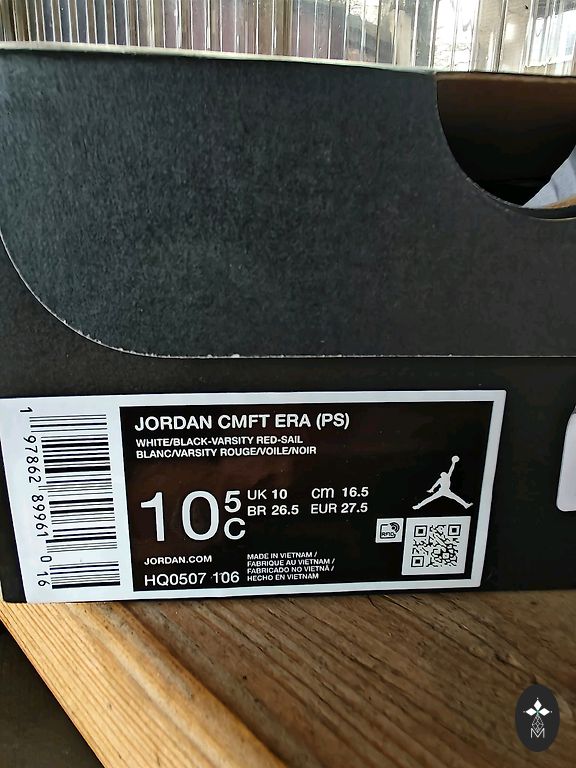 JORDAN CMFT ERA (PS)
WHITE/BLACK-VARSITY RED-SAIL
BLANC/VARSITY ROUGE/VOILE/NOIR
10 5 C
UK 10 cm 16.5
BR 26.5 EUR 27.5
RFID
JORDAN.COM
HQ0507 106
MADE IN VIETNAM /
FABRIQUE AU VIETNAM /
FABRICADO NO VIETNÃ /
HECHO EN VIETNAM
1 97862 89961 0 16
M